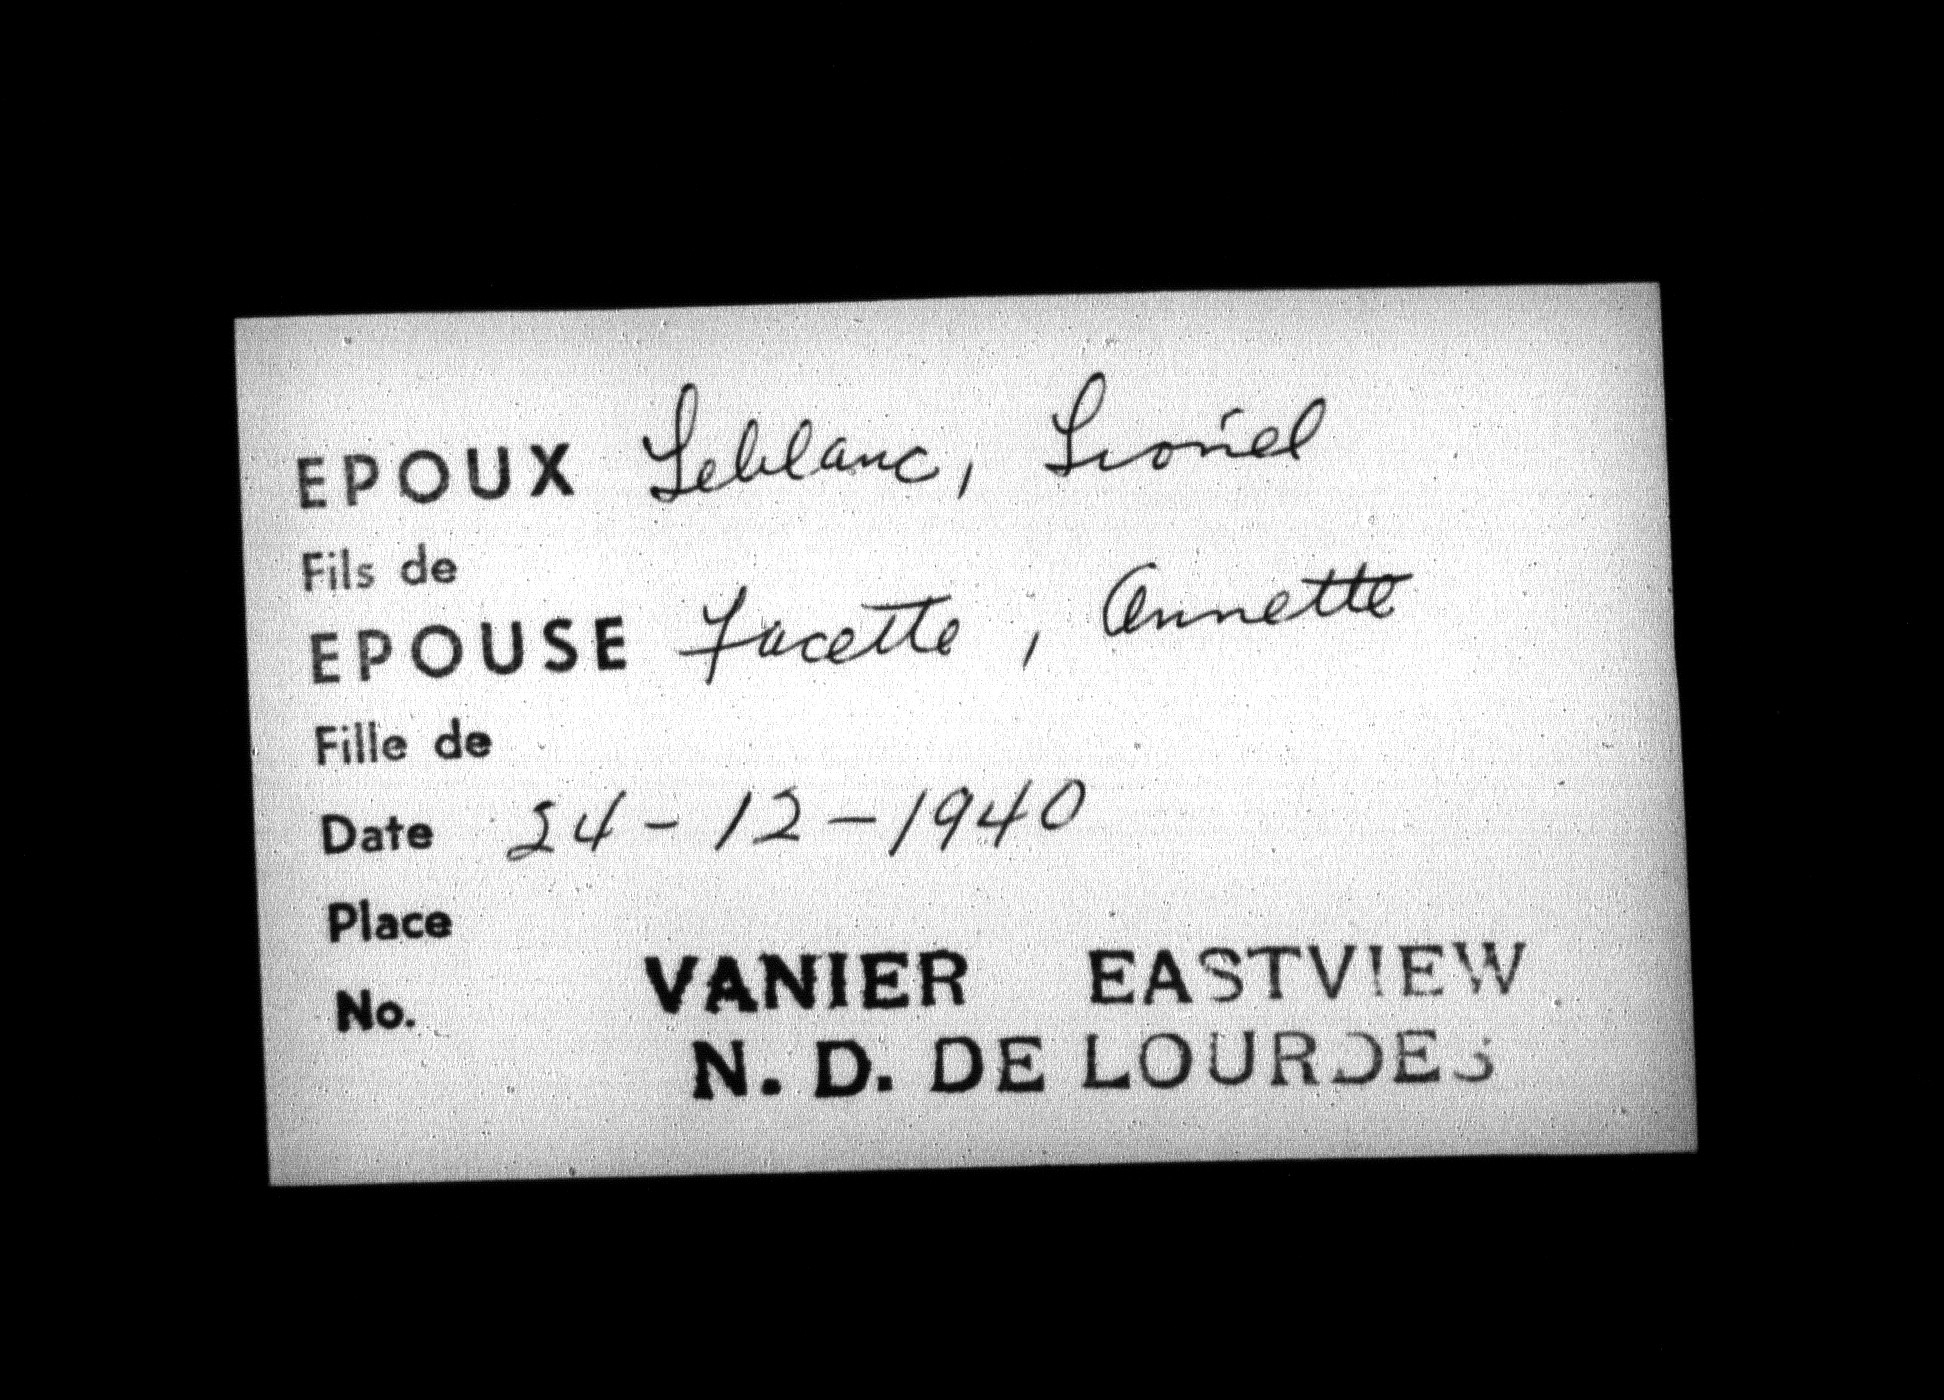 EPOUX Leblanc, Lionel
Fils de
EPOUSE Facette, Annette
Fille de
Date 24-12-1940
Place
No.
VANIER EASTVIEW
N. D. DE LOURDES